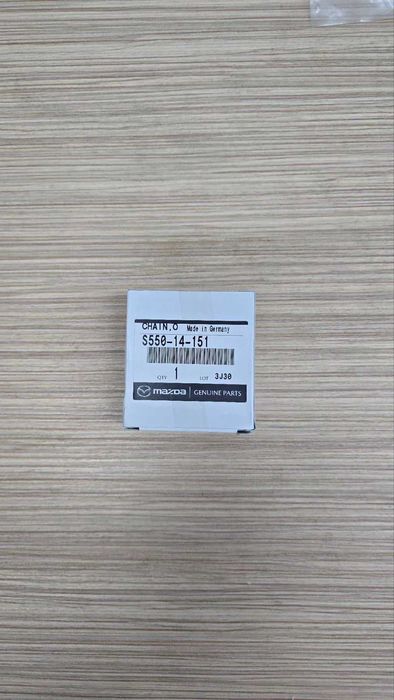 CHAIN,O Made in Germany
S550-14-151
QTY 1 LOT 3J30
mazda GENUINE PARTS